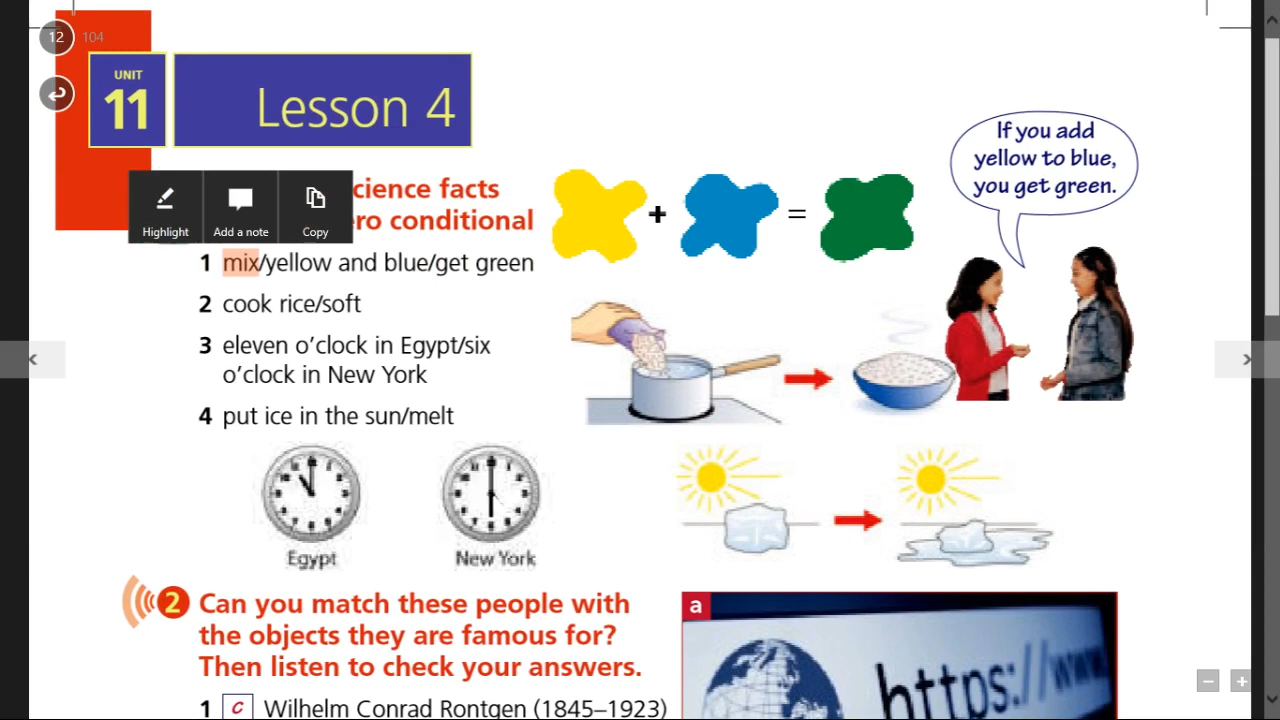 12 104
UNIT
11
Lesson 4
If you add
yellow to blue,
you get green.
cience facts
ero conditional
Highlight
Add a note
Copy
+ =
1 mix/yellow and blue/get green
2 cook rice/soft
3 eleven o’clock in Egypt/six
o’clock in New York
4 put ice in the sun/melt
Egypt
New York
2 Can you match these people with
the objects they are famous for?
Then listen to check your answers.
a
https://www
1 c Wilhelm Conrad Rontgen (1845–1923)